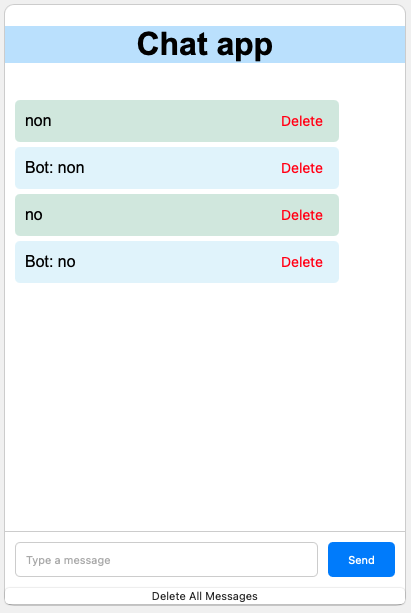 Chat app
non Delete
Bot: non Delete
no Delete
Bot: no Delete
Type a message Send
Delete All Messages